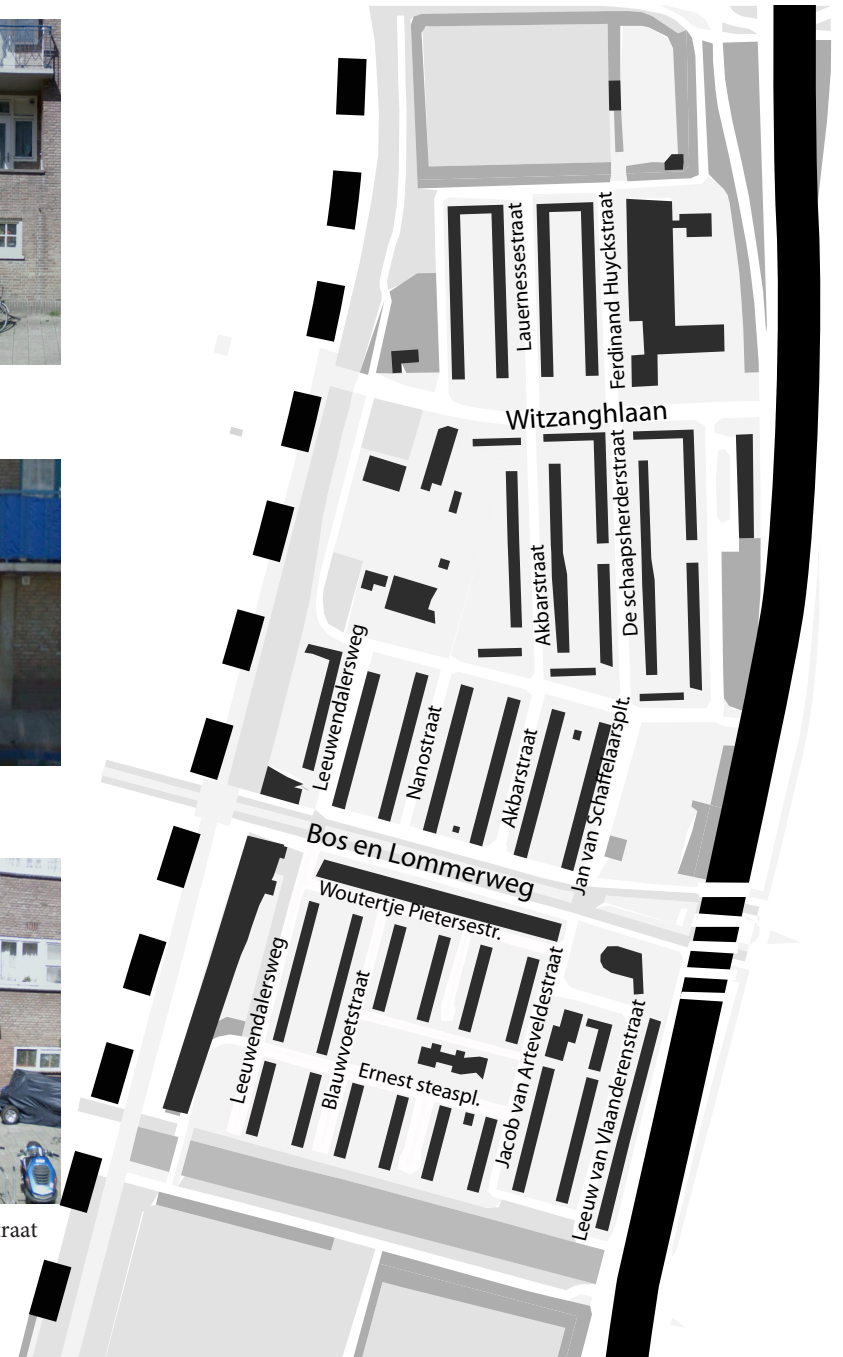 Lauernessestraat
Ferdinand Huyckstraat
Witzanghlaan
De schaapsherderstraat
Akbarstraat
Leeuwendalersweg
Nanostraat
Akbarstraat
Jan van Schaffelaarsplt.
Bos en Lommerweg
Woutertje Pietersestr.
Leeuwendalersweg
Blauwvoetstraat
Jacob van Arteveldestraat
Leeuw van Vlaanderenstraat
Ernest steaspl.
raat